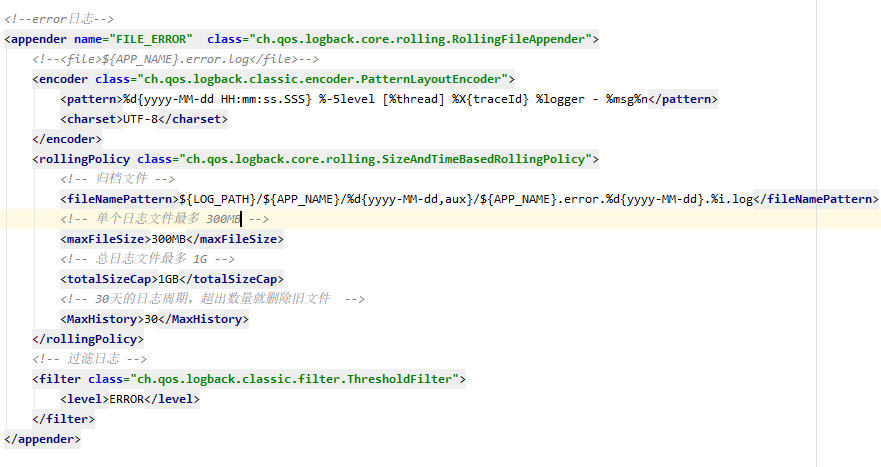 <!--error日志-->
<appender name="FILE_ERROR"  class="ch.qos.logback.core.rolling.RollingFileAppender">
    <!--<file>${APP_NAME}.error.log</file>-->
    <encoder class="ch.qos.logback.classic.encoder.PatternLayoutEncoder">
        <pattern>%d{yyyy-MM-dd HH:mm:ss.SSS} %-5level [%thread] %X{traceId} %logger - %msg%n</pattern>
        <charset>UTF-8</charset>
    </encoder>
    <rollingPolicy class="ch.qos.logback.core.rolling.SizeAndTimeBasedRollingPolicy">
        <!-- 归档文件 -->
        <fileNamePattern>${LOG_PATH}/${APP_NAME}/%d{yyyy-MM-dd,aux}/${APP_NAME}.error.%d{yyyy-MM-dd}.%i.log</fileNamePattern>
        <!-- 单个日志文件最多 300MB -->
        <maxFileSize>300MB</maxFileSize>
        <!-- 总日志文件最多 1G -->
        <totalSizeCap>1GB</totalSizeCap>
        <!-- 30天的日志周期，超出数量就删除旧文件  -->
        <MaxHistory>30</MaxHistory>
    </rollingPolicy>
    <!-- 过滤日志 -->
    <filter class="ch.qos.logback.classic.filter.ThresholdFilter">
        <level>ERROR</level>
    </filter>
</appender>